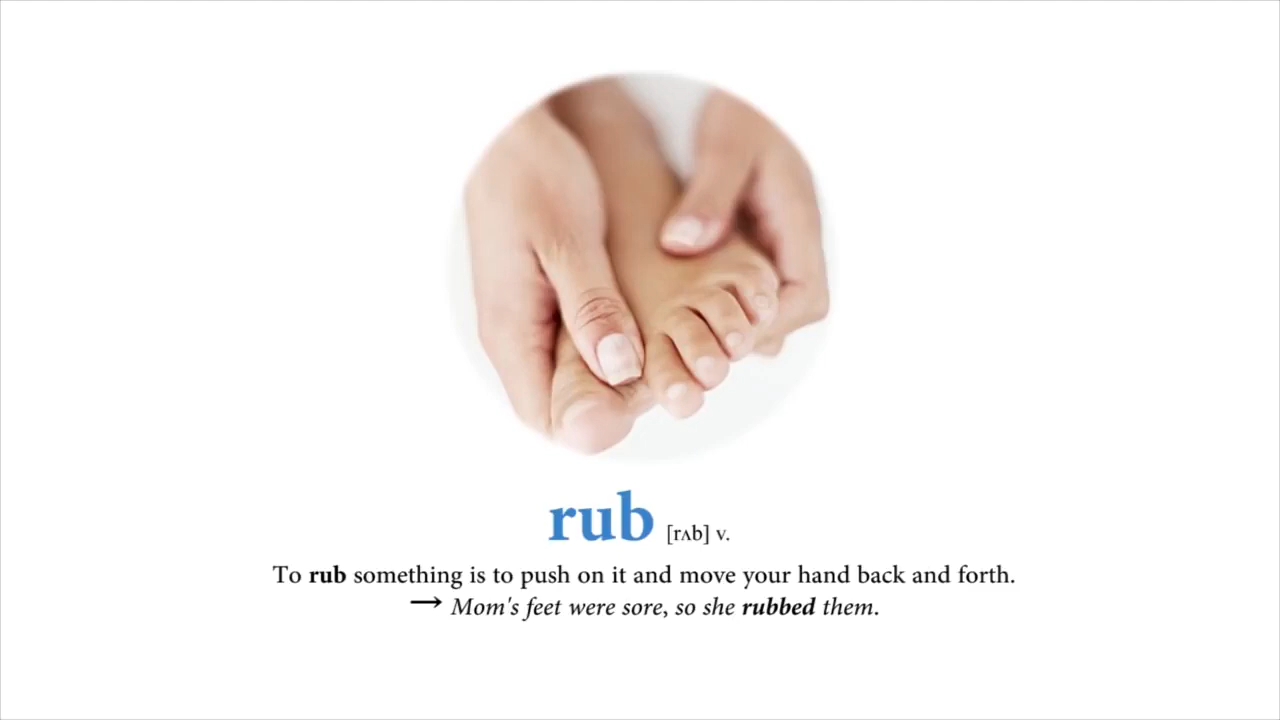 rub [rʌb] v.
To rub something is to push on it and move your hand back and forth.
→ Mom's feet were sore, so she rubbed them.